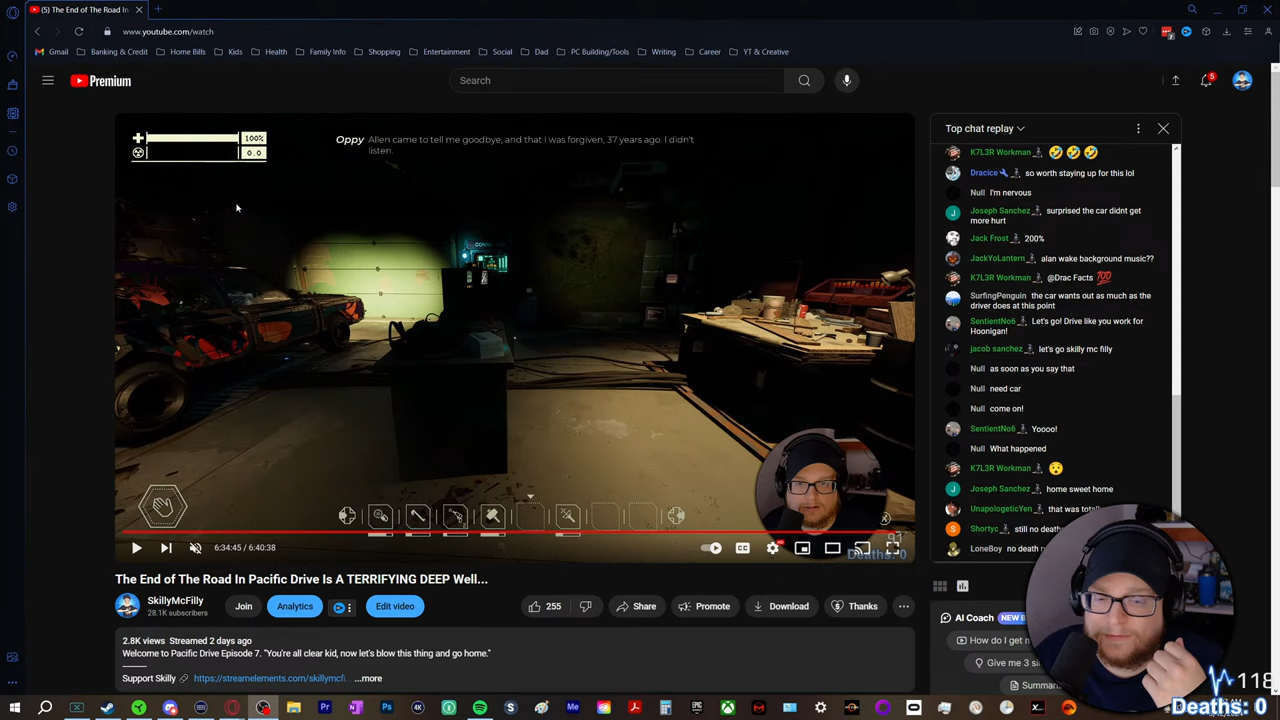 (5) The End of The Road In
www.youtube.com/watch
Gmail Banking & Credit Home Bills Kids Health Family Info Shopping Entertainment Social Dad PC Building/Tools Writing Career YT & Creative
Premium
Search
5
100%
0.0
Oppy Allen came to tell me goodbye, and that I was forgiven, 37 years ago. I didn't
listen.
Deaths: 0
6:34:45 / 6:40:38
CC
HD
The End of The Road In Pacific Drive Is A TERRIFYING DEEP Well...
SkillyMcFilly
28.1K subscribers
Join
Analytics
Edit video
255
Share
Promote
Download
Thanks
2.8K views Streamed 2 days ago
Welcome to Pacific Drive Episode 7. "You're all clear kid, now let's blow this thing and go home."
Support Skilly
https://streamelements.com/skillymcfi
...more
Top chat replay
K7L3R Workman 🤣🤣🤣
Dracice so worth staying up for this lol
Null I'm nervous
Joseph Sanchez surprised the car didnt get
more hurt
Jack Frost 200%
JackYoLantern alan wake background music??
K7L3R Workman @Drac Facts 💯
SurfingPenguin the car wants out as much as the
driver does at this point
SentientNo6 Let's go! Drive like you work for
Hoonigan!
jacob sanchez let's go skilly mc filly
Null as soon as you say that
Null need car
Null come on!
SentientNo6 Yoooo!
Null What happened
K7L3R Workman 😯
Joseph Sanchez home sweet home
UnapologeticYen that was
Shortyc still no
LoneBoy no death
AI Coach NEW
How do I get
Give me 3
118
Deaths: 0